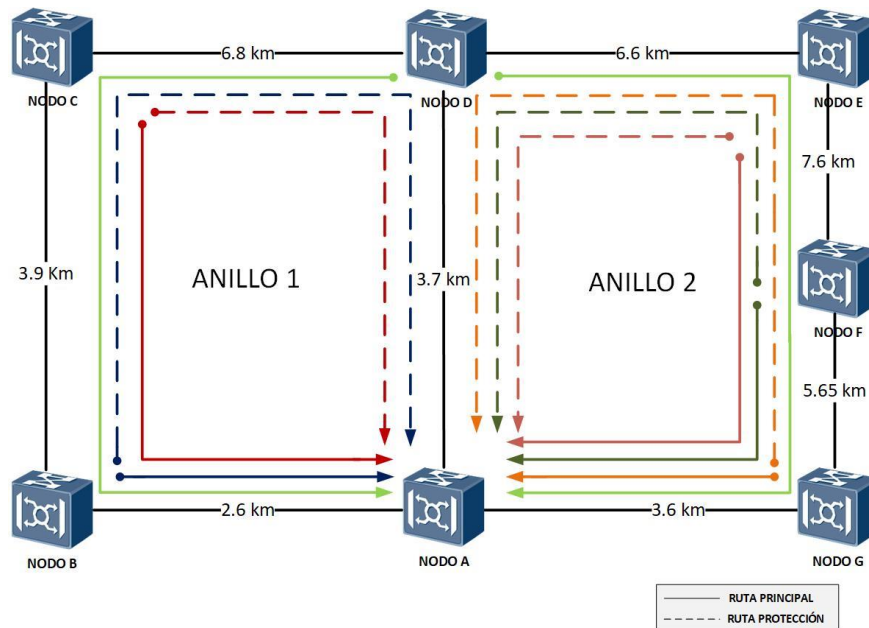 6.8 km
6.6 km
NODO C
NODO D
NODO E
7.6 km
3.9 Km
ANILLO 1
3.7 km
ANILLO 2
NODO F
5.65 km
2.6 km
3.6 km
NODO B
NODO A
NODO G
RUTA PRINCIPAL
RUTA PROTECCIÓN